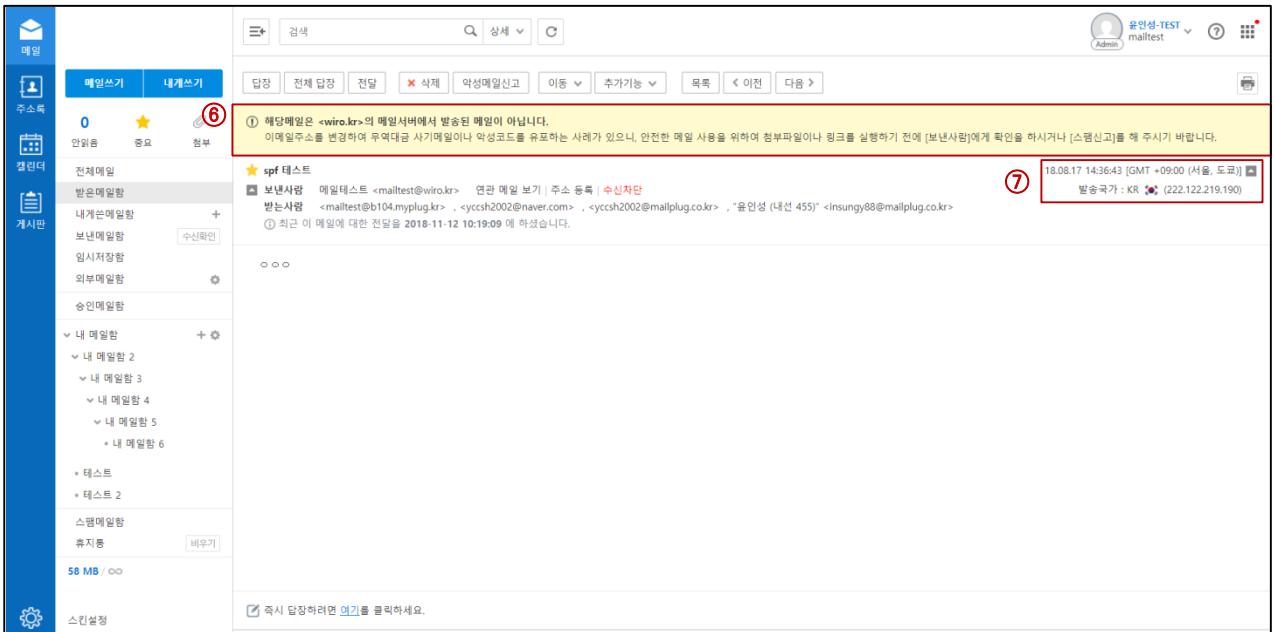 메일
주소록
캘린더
게시판
메일쓰기 내게쓰기
0
안읽음 중요 첨부
전체메일
받은메일함
내게쓴메일함 +
보낸메일함 수신확인
임시저장함
외부메일함
승인메일함
내 메일함 +
내 메일함 2
내 메일함 3
내 메일함 4
내 메일함 5
내 메일함 6
테스트
테스트 2
스팸메일함
휴지통 비우기
58 MB / ∞
스킨설정
검색 상세
Admin 윤인성-TEST
mailtest
답장 전체 답장 전달 × 삭제 악성메일신고 이동 추가기능 목록 < 이전 다음 >
⑥
해당메일은 <wiro.kr>의 메일서버에서 발송된 메일이 아닙니다.
이메일주소를 변경하여 무역대금 사기메일이나 악성코드를 유포하는 사례가 있으니, 안전한 메일 사용을 위하여 첨부파일이나 링크를 실행하기 전에 [보낸사람]에게 확인을 하시거나 [스팸신고]를 해 주시기 바랍니다.
spf 테스트
⑦
18.08.17 14:36:43 [GMT +09:00 (서울, 도쿄)]
발송국가 : KR (222.122.219.190)
보낸사람 메일테스트 <mailtest@wiro.kr> 연관 메일 보기 | 주소 등록 | 수신차단
받는사람 <mailtest@b104.myplug.kr> , <yccsh2002@naver.com> , <yccsh2002@mailplug.co.kr> , "윤인성 (내선 455)" <insungy88@mailplug.co.kr>
최근 이 메일에 대한 전달을 2018-11-12 10:19:09 에 하셨습니다.
ㅇㅇㅇ
즉시 답장하려면 여기를 클릭하세요.